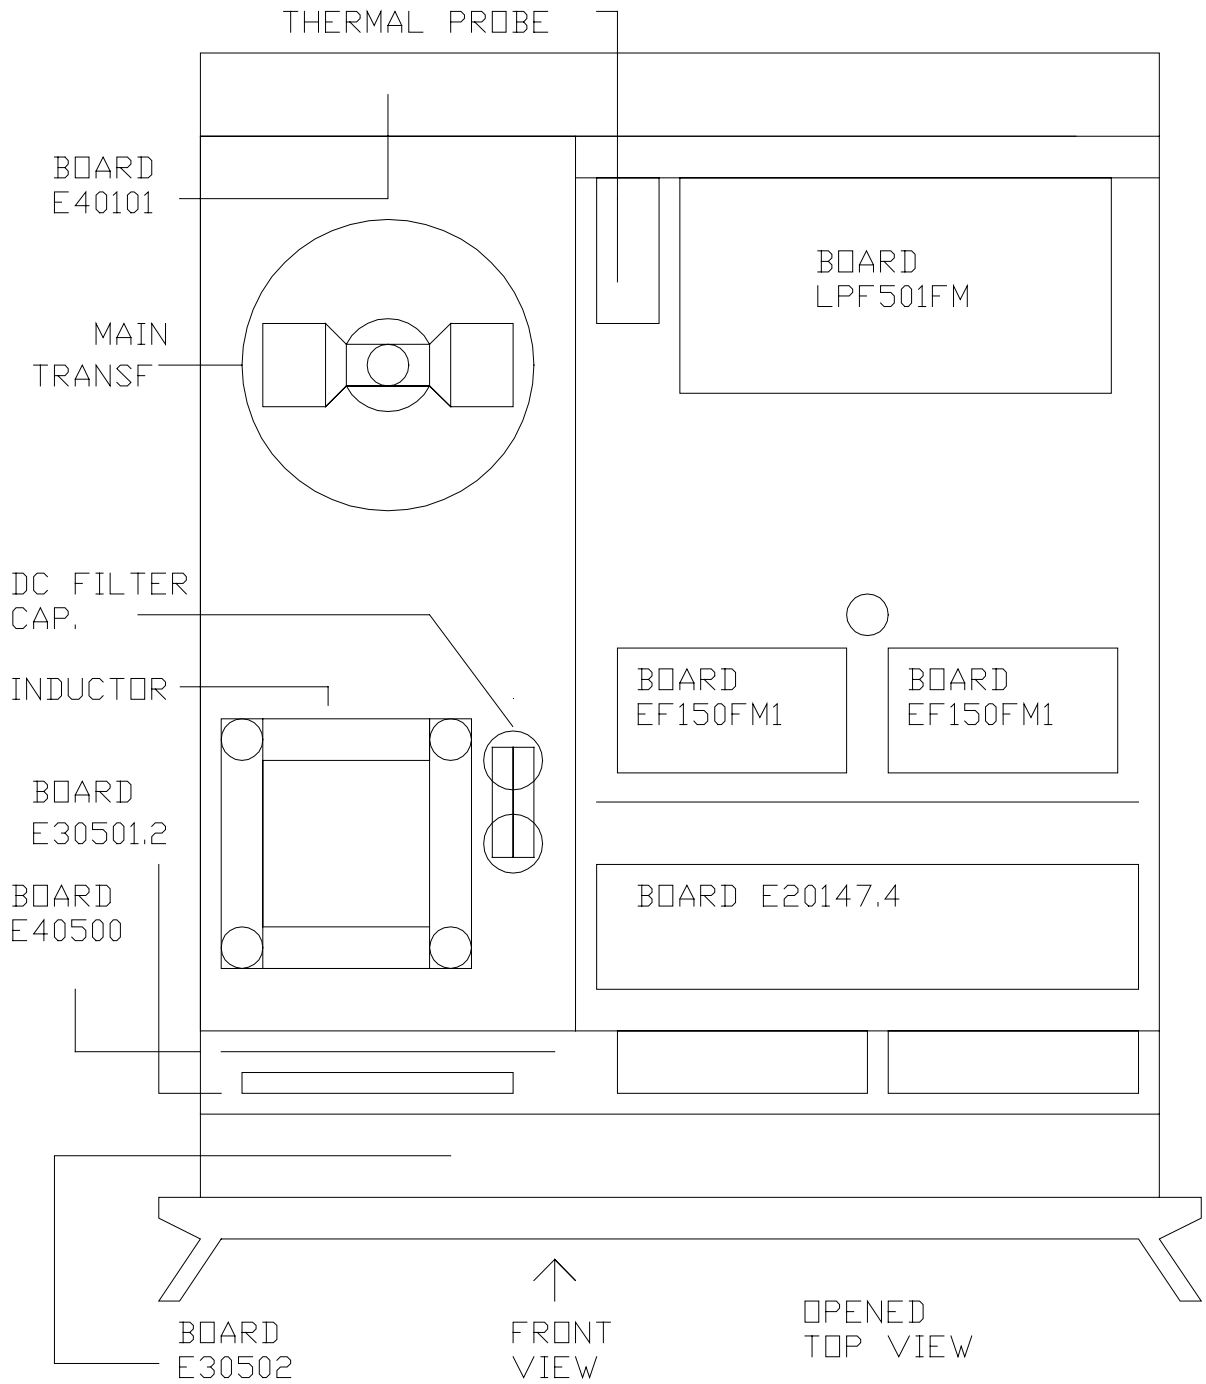 THERMAL PROBE
BOARD
E40101
BOARD
LPF501FM
MAIN
TRANSF
DC FILTER
CAP.
INDUCTOR
BOARD
EF150FM1
BOARD
EF150FM1
BOARD
E30501.2
BOARD
E40500
BOARD E20147.4
BOARD
E30502
FRONT
VIEW
OPENED
TOP VIEW